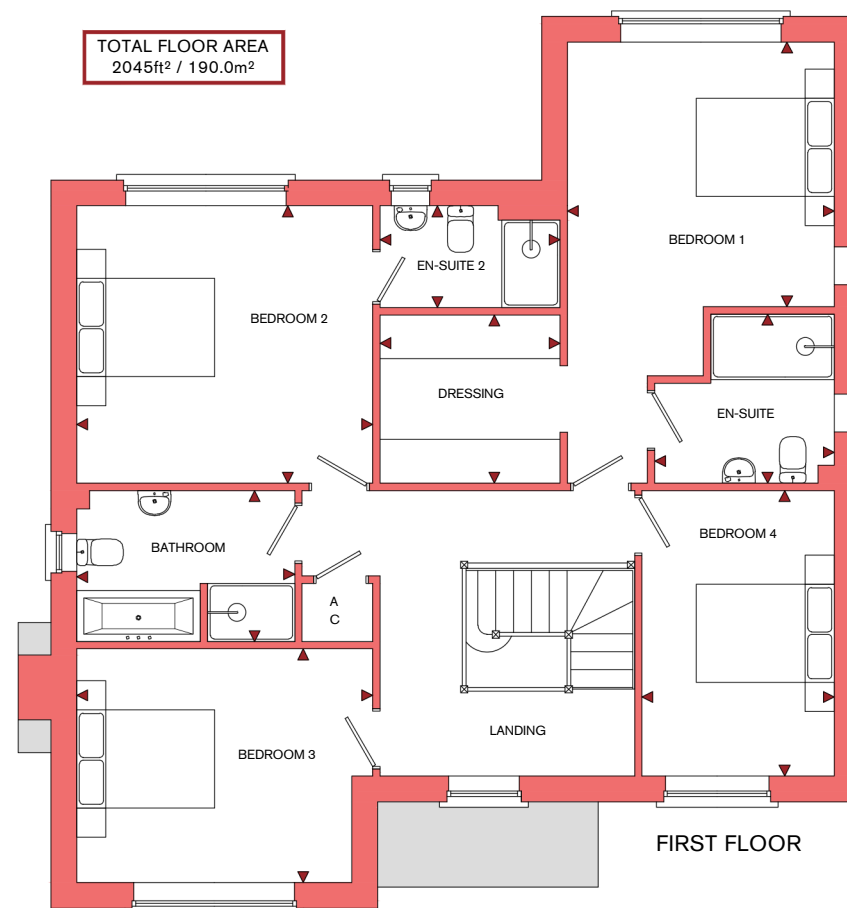 TOTAL FLOOR AREA
2045ft² / 190.0m²
BEDROOM 1
EN-SUITE 2
BEDROOM 2
DRESSING
EN-SUITE
BEDROOM 4
BATHROOM
A
C
LANDING
BEDROOM 3
FIRST FLOOR